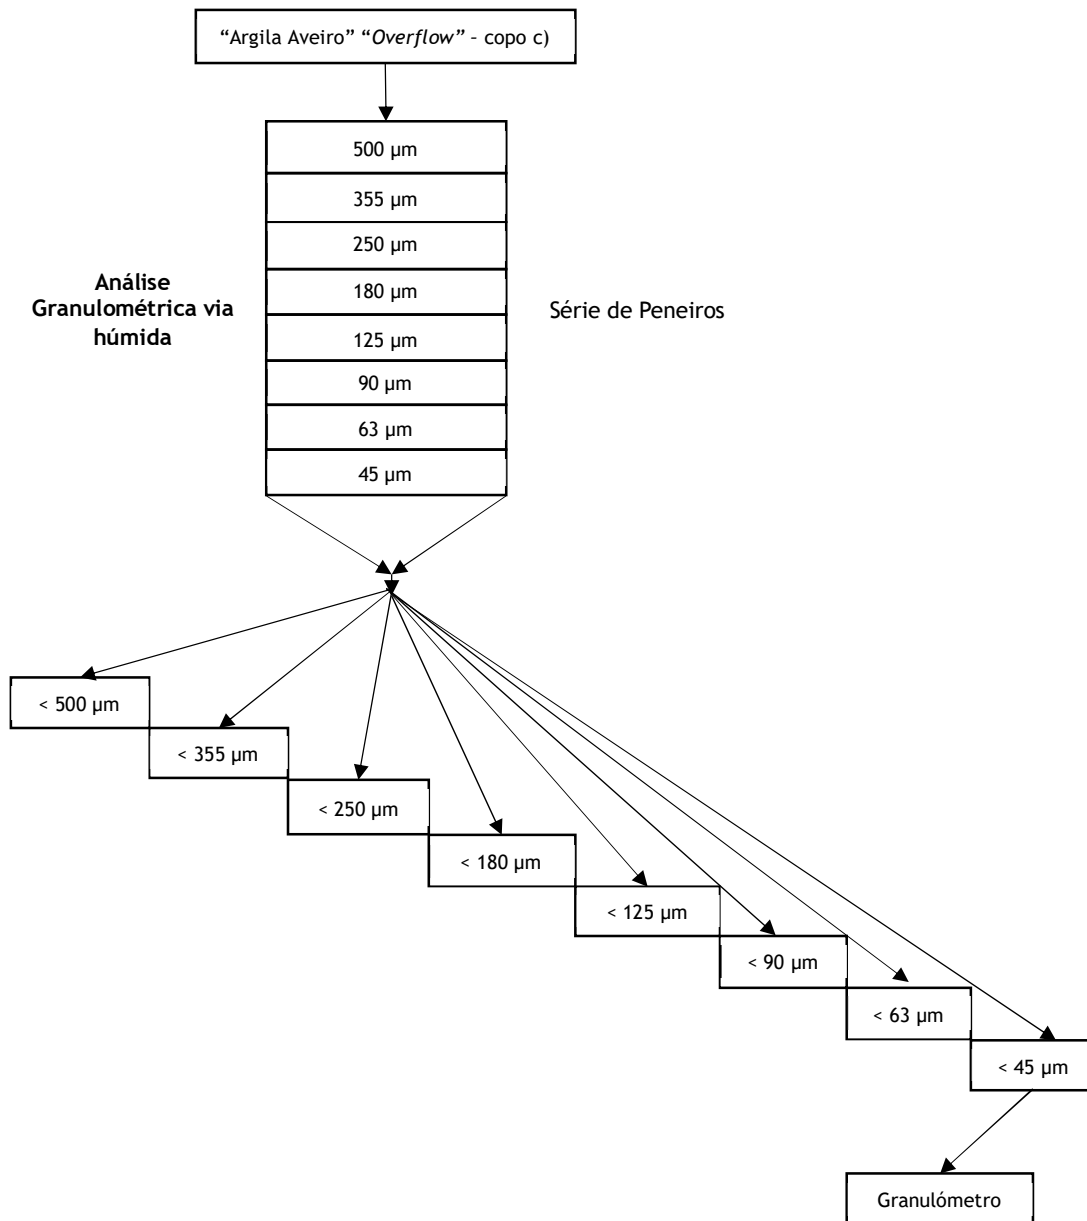 “Argila Aveiro” “Overflow” - copo c)
500 µm
355 µm
250 µm
180 µm
125 µm
90 µm
63 µm
45 µm
Análise
Granulométrica via
húmida
Série de Peneiros
< 500 µm
< 355 µm
< 250 µm
< 180 µm
< 125 µm
< 90 µm
< 63 µm
< 45 µm
Granulómetro